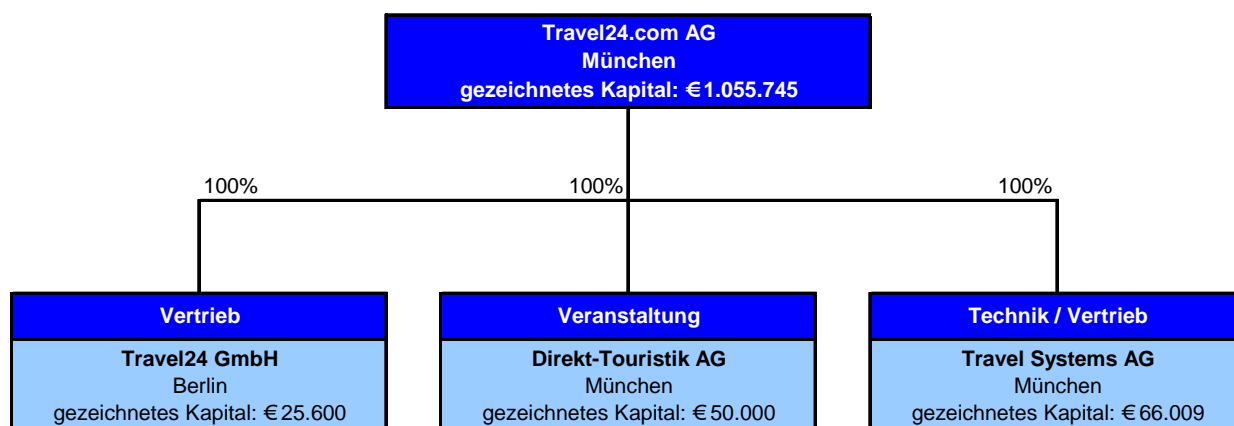 Travel24.com AG
München
gezeichnetes Kapital: €1.055.745
100%
100%
100%
Vertrieb
Travel24 GmbH
Berlin
gezeichnetes Kapital: €25.600
Veranstaltung
Direkt-Touristik AG
München
gezeichnetes Kapital: €50.000
Technik / Vertrieb
Travel Systems AG
München
gezeichnetes Kapital: €66.009